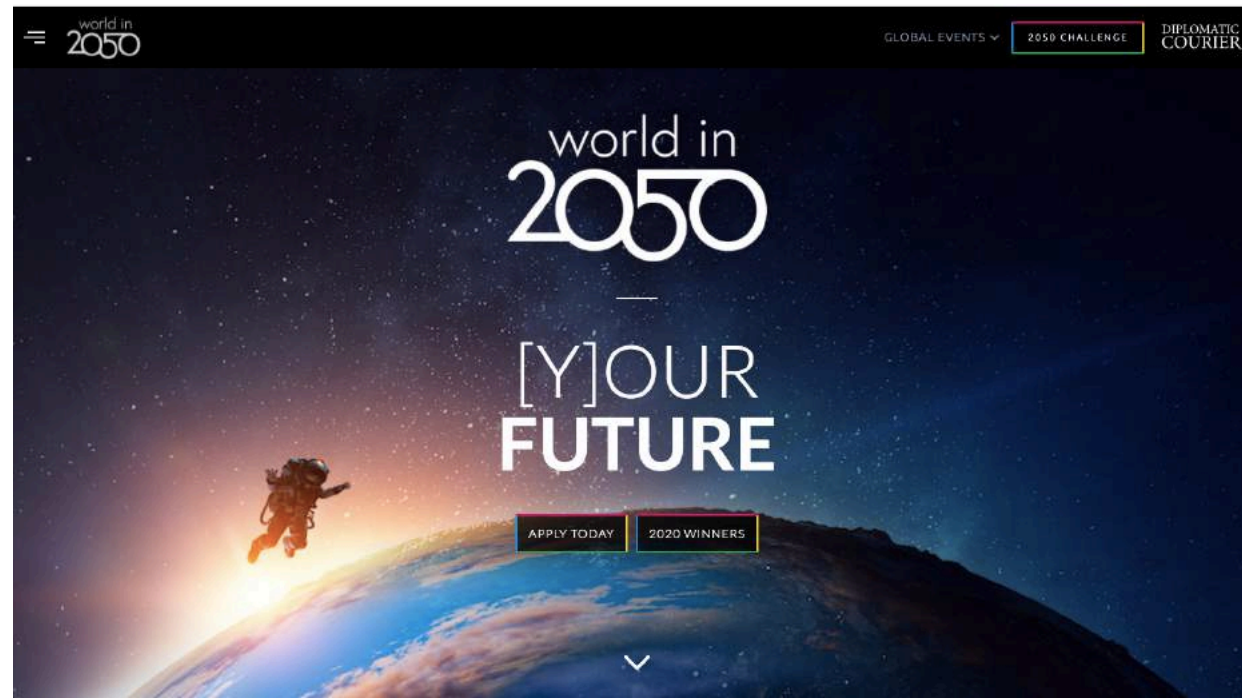 world in
2050
GLOBAL EVENTS
2050 CHALLENGE
DIPLOMATIC
COURIER
world in
2050
[Y]OUR
FUTURE
APPLY TODAY
2020 WINNERS